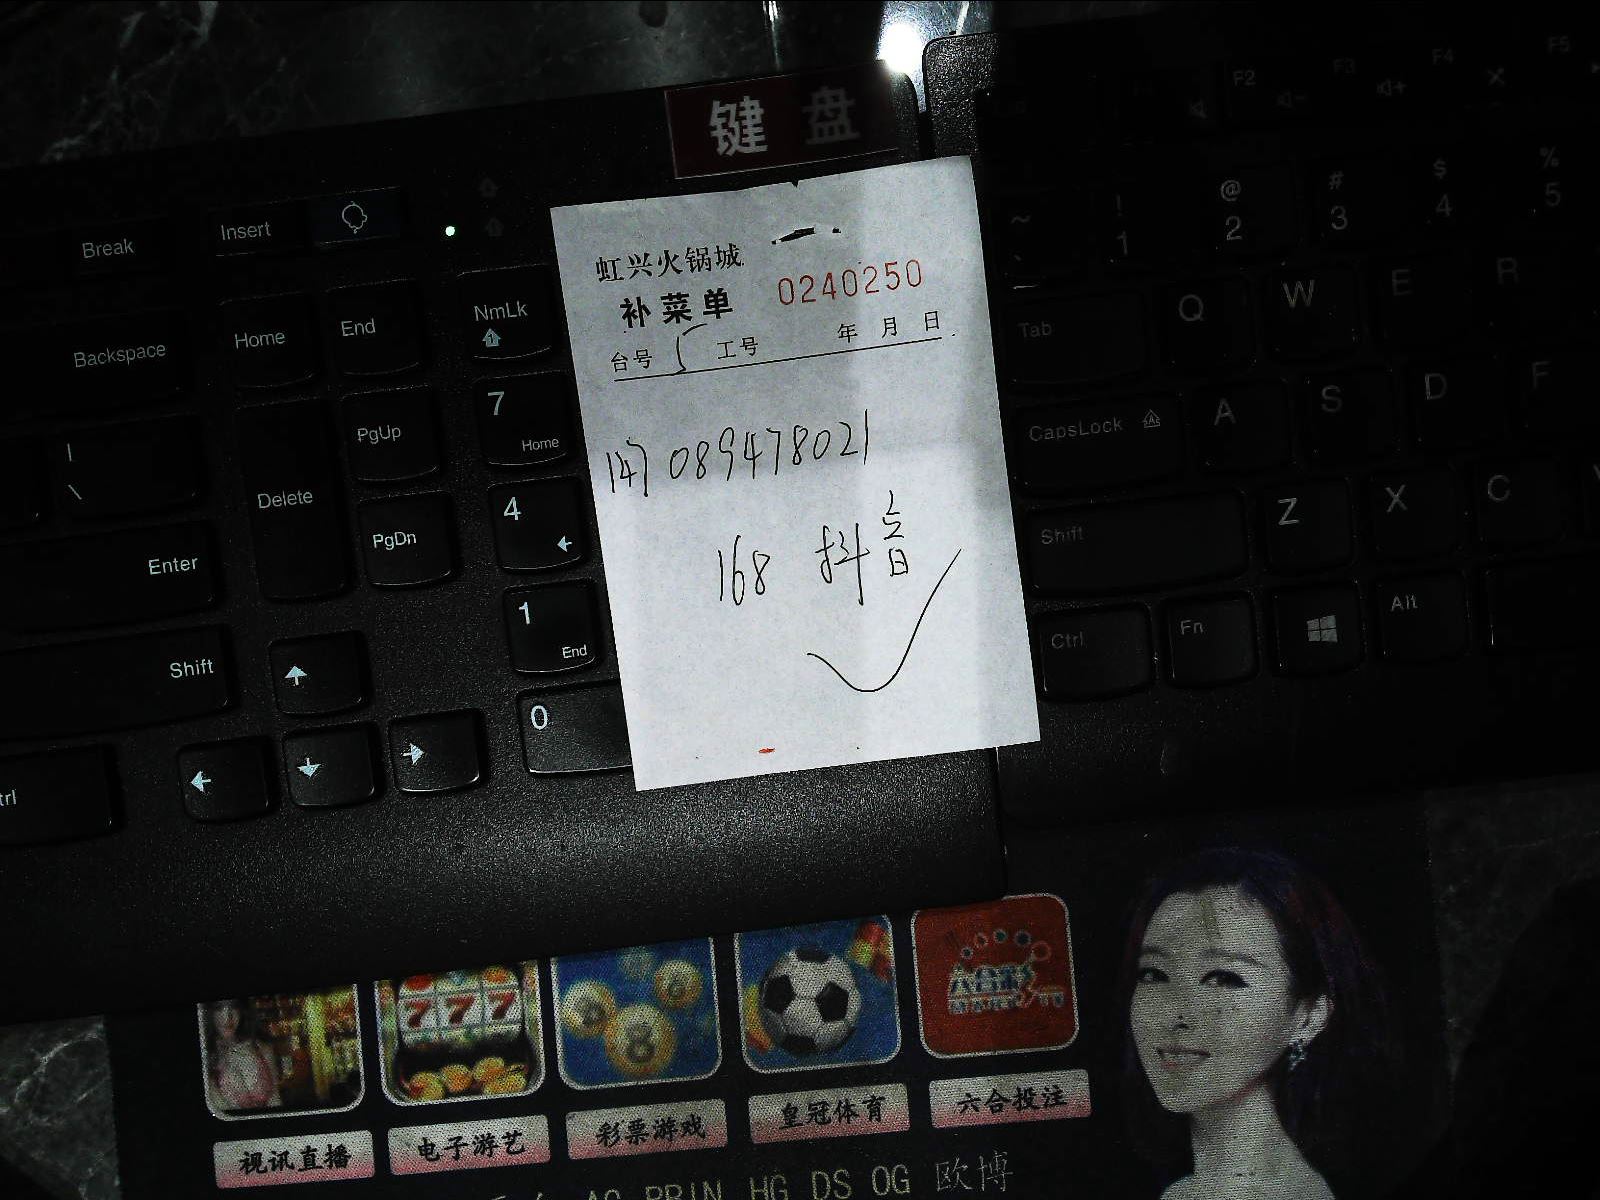 键 盘
Break
Insert
Backspace
Home
End
NmLk
|
\
Delete
PgUp
PgDn
7
Home
4
Enter
1
End
Shift
0
虹兴火锅城
补菜单 0240250
台号 工号 年 月 日
147 089478021
168 抖音
F2
F3
F4
F5
~
`
!
1
@
2
#
3
$
4
%
5
Tab
Q
W
E
R
CapsLock
A
S
D
F
Shift
Z
X
C
Ctrl
Fn
Alt
777
8
视讯直播
电子游艺
彩票游戏
皇冠体育
六合投注
HG DS OG 欧博